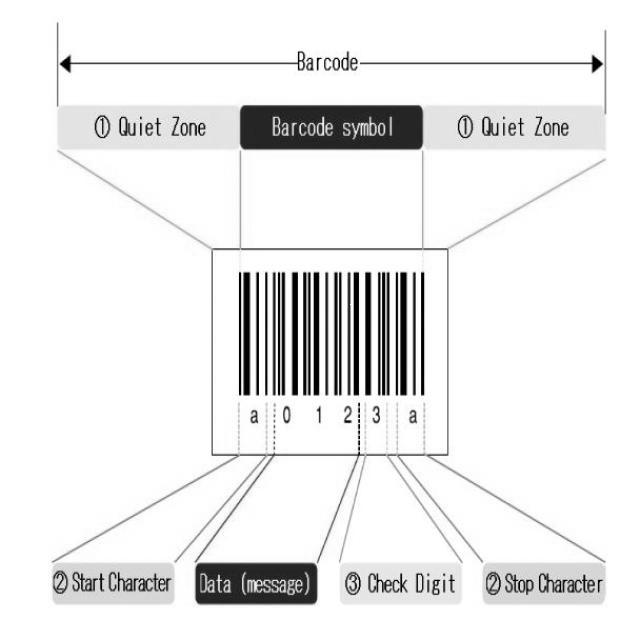 Barcode
① Quiet Zone Barcode symbol ① Quiet Zone
a 0 1 2 3 a
② Start Character Data (message) ③ Check Digit ② Stop Character